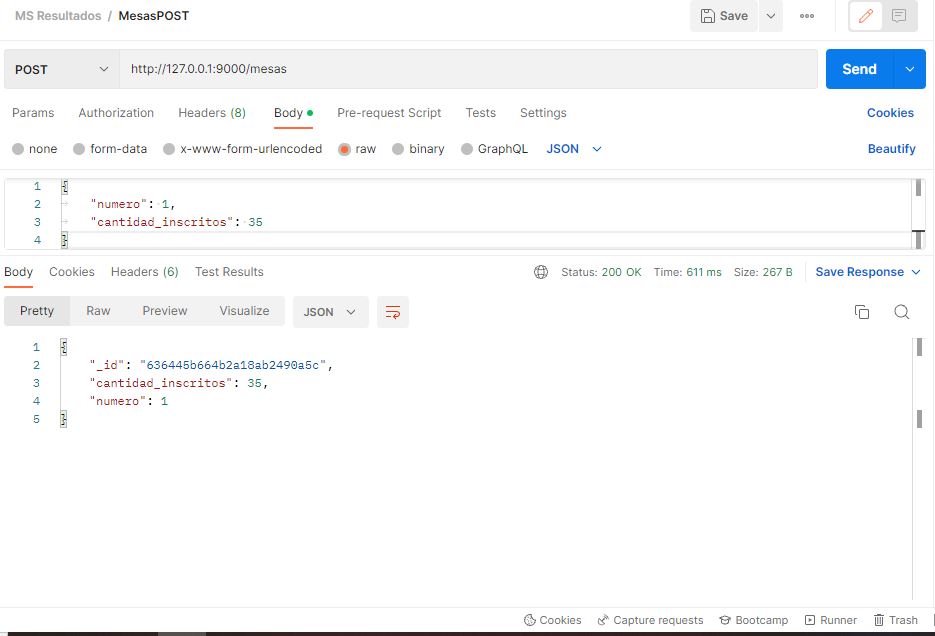 MS Resultados / MesasPOST Save
POST http://127.0.0.1:9000/mesas Send
Params Authorization Headers (8) Body Pre-request Script Tests Settings Cookies
none form-data x-www-form-urlencoded raw binary GraphQL JSON Beautify
1 {
2 "numero": 1,
3 "cantidad_inscritos": 35
4 }
Body Cookies Headers (6) Test Results Status: 200 OK Time: 611 ms Size: 267 B Save Response
Pretty Raw Preview Visualize JSON
1 {
2 "_id": "636445b664b2a18ab2490a5c",
3 "cantidad_inscritos": 35,
4 "numero": 1
5 }
Cookies Capture requests Bootcamp Runner Trash